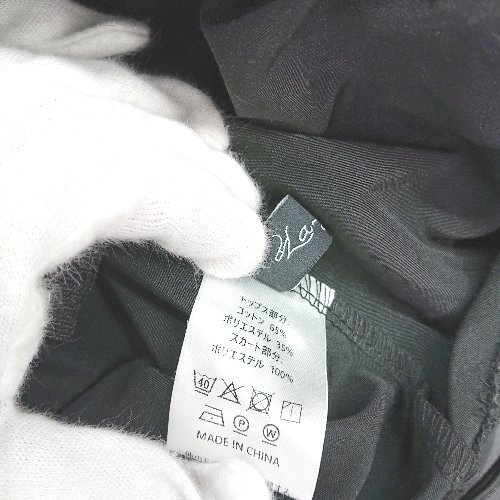 トップス部分:
コットン 65%
ポリエステル 35%
スカート部分:
ポリエステル 100%
40
P W
MADE IN CHINA